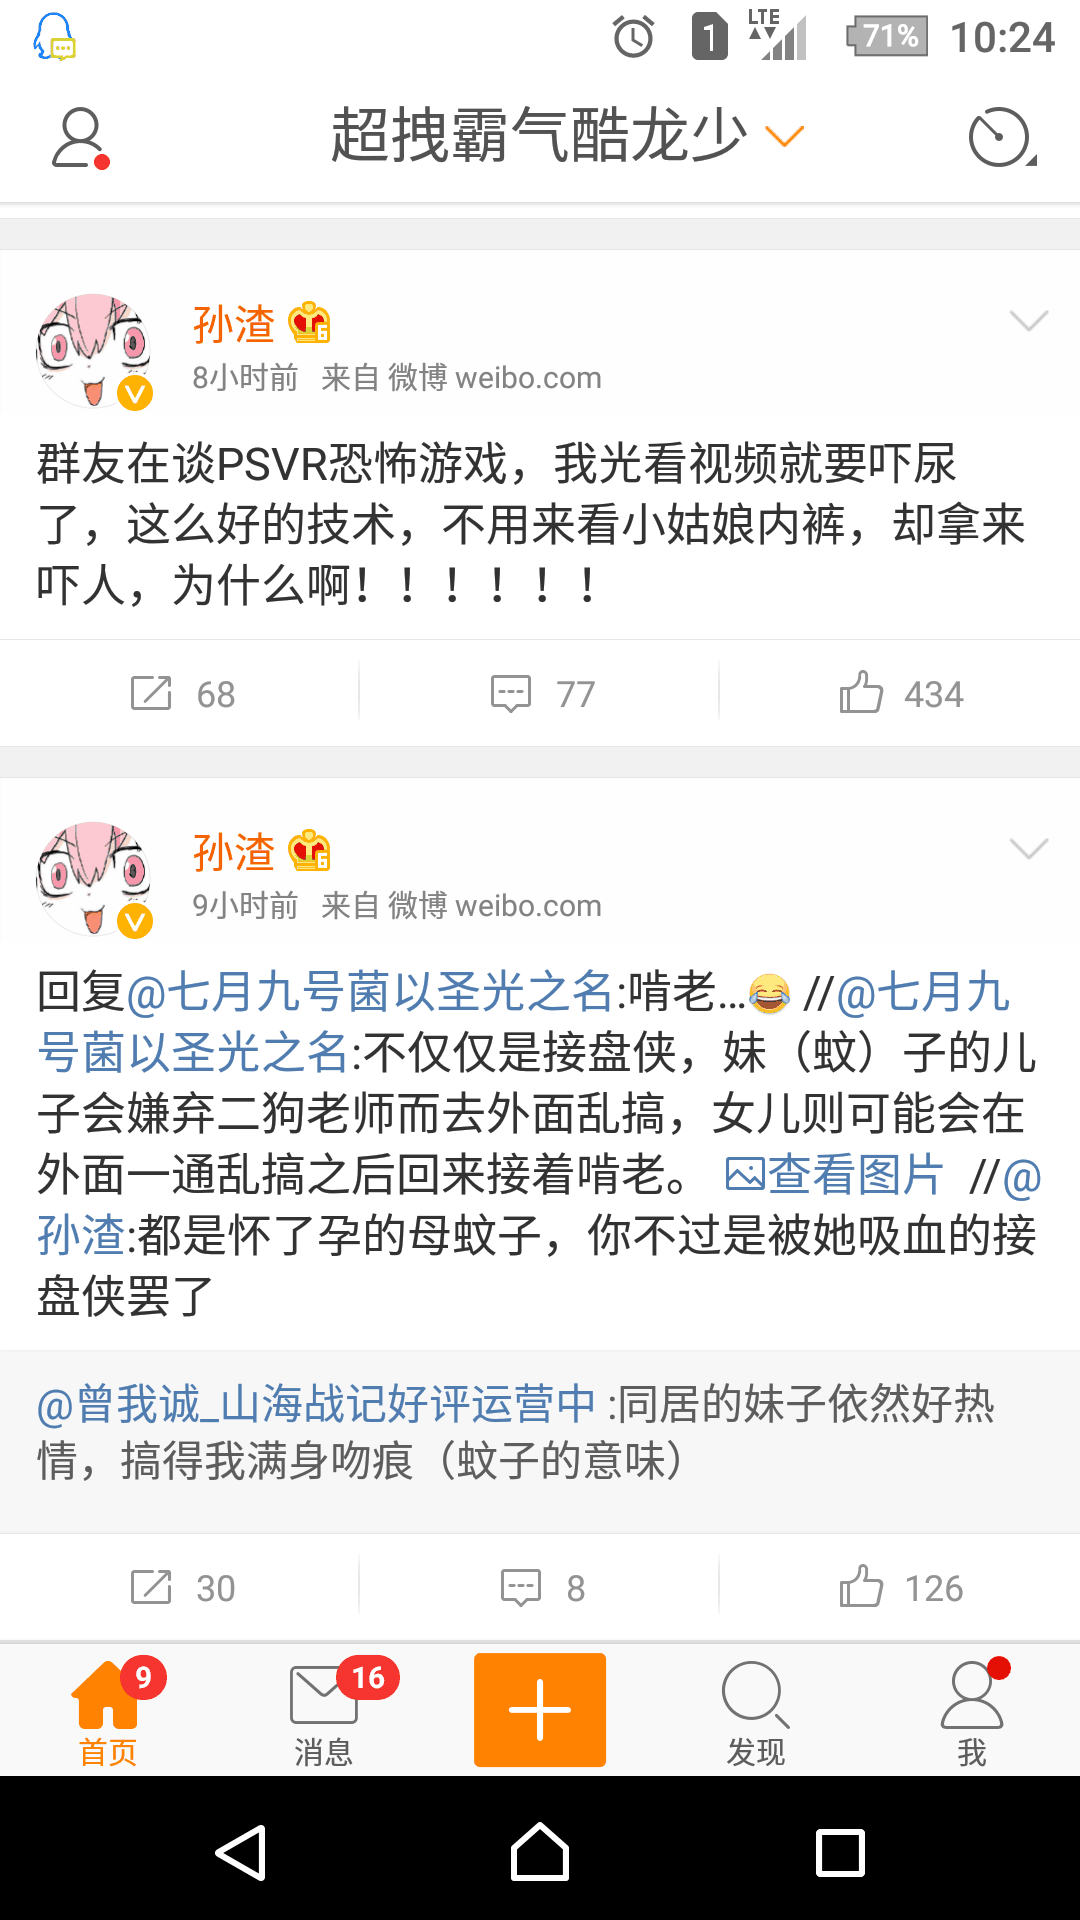 LTE
1
71%
10:24
超拽霸气酷龙少
孙渣
6
8小时前 来自 微博 weibo.com
V
群友在谈PSVR恐怖游戏，我光看视频就要吓尿
了，这么好的技术，不用来看小姑娘内裤，却拿来
吓人，为什么啊！！！！！！
68
77
434
孙渣
6
9小时前 来自 微博 weibo.com
V
回复@七月九号菌以圣光之名:啃老...😂 //@七月九
号菌以圣光之名:不仅仅是接盘侠，妹（蚊）子的儿
子会嫌弃二狗老师而去外面乱搞，女儿则可能会在
外面一通乱搞之后回来接着啃老。 查看图片 //@
孙渣:都是怀了孕的母蚊子，你不过是被她吸血的接
盘侠罢了
@曾我诚_山海战记好评运营中 :同居的妹子依然好热
情，搞得我满身吻痕（蚊子的意味）
30
8
126
9
16
首页
消息
发现
我